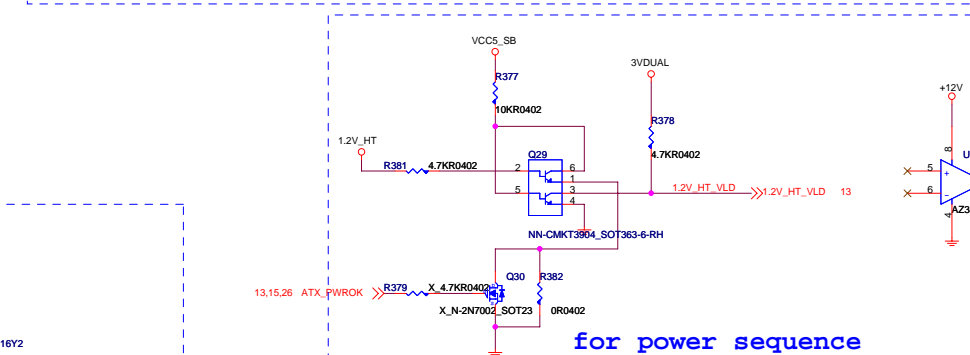 VCC5_SB
R377
10KR0402
3VDUAL
R378
4.7KR0402
+12V
8
U
5
+
6
-
4
AZ3
1.2V_HT
R381
4.7KR0402
Q29
2
6
1
5
3
4
NN-CMKT3904_SOT363-6-RH
1.2V_HT_VLD
1.2V_HT_VLD 13
13,15,26 ATX_PWROK
R379
X_4.7KR0402
Q30
X_N-2N7002_SOT23
R382
0R0402
16Y2
for power sequence